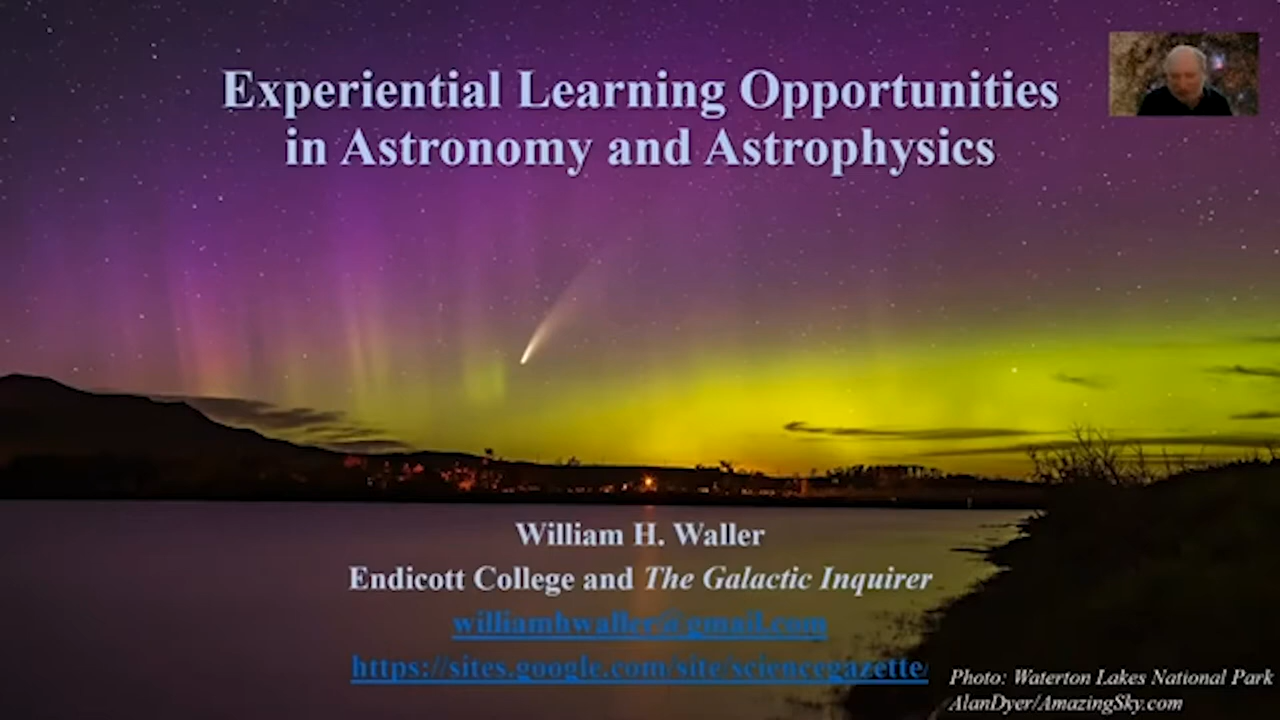 Experiential Learning Opportunities
in Astronomy and Astrophysics
William H. Waller
Endicott College and The Galactic Inquirer
williamhwaller@gmail.com
https://sites.google.com/site/sciencegazette/
Photo: Waterton Lakes National Park
AlanDyer/AmazingSky.com